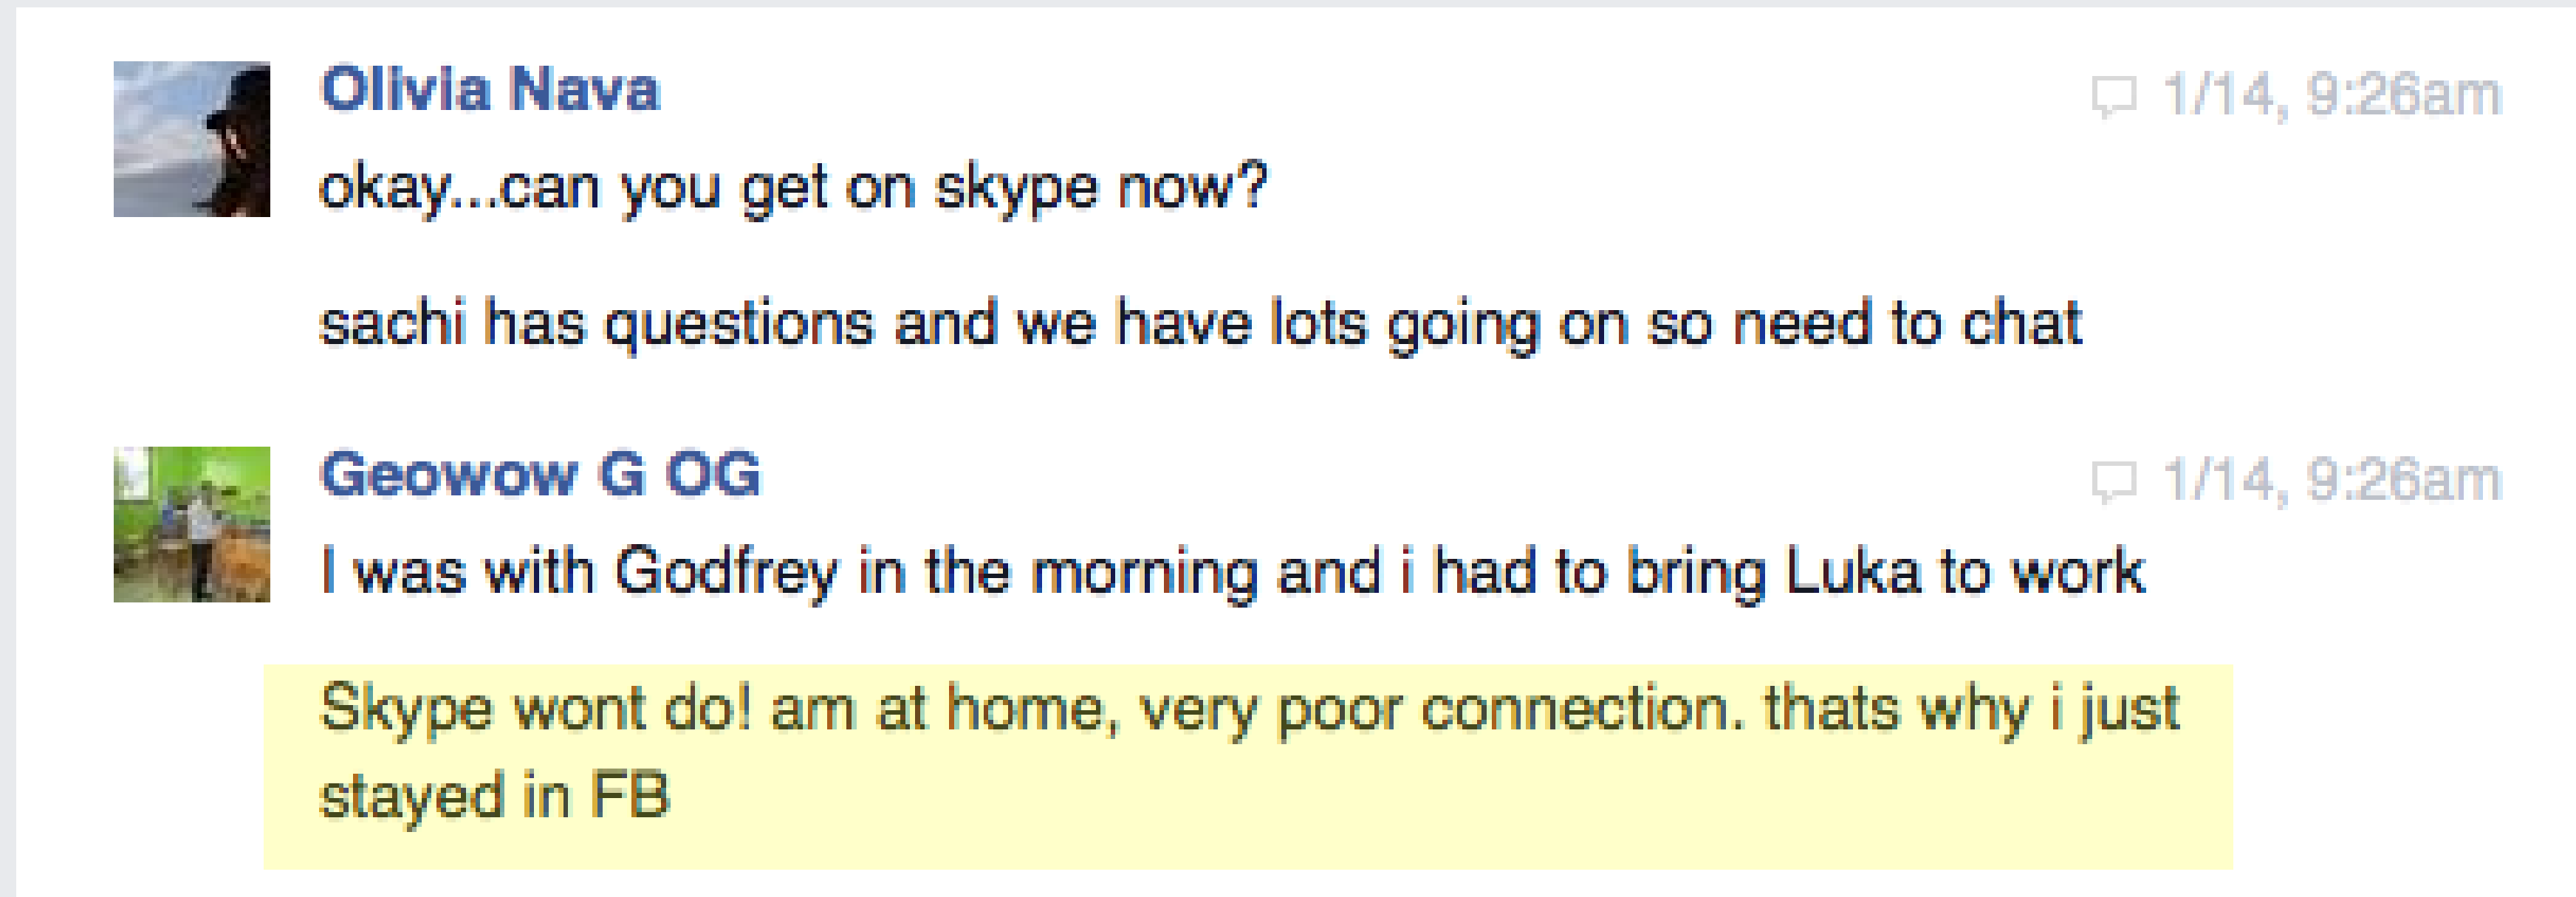 Olivia Nava
1/14, 9:26am
okay...can you get on skype now?
sachi has questions and we have lots going on so need to chat
Geowow G OG
1/14, 9:26am
I was with Godfrey in the morning and i had to bring Luka to work
Skype wont do! am at home, very poor connection. thats why i just
stayed in FB